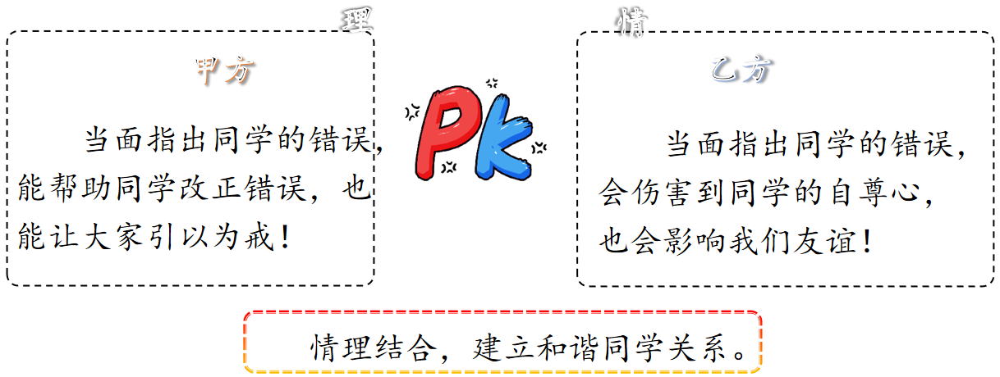 理
甲方
当面指出同学的错误，
能帮助同学改正错误，也
能让大家引以为戒！
Pk
情
乙方
当面指出同学的错误，
会伤害到同学的自尊心，
也会影响我们友谊！
情理结合，建立和谐同学关系。